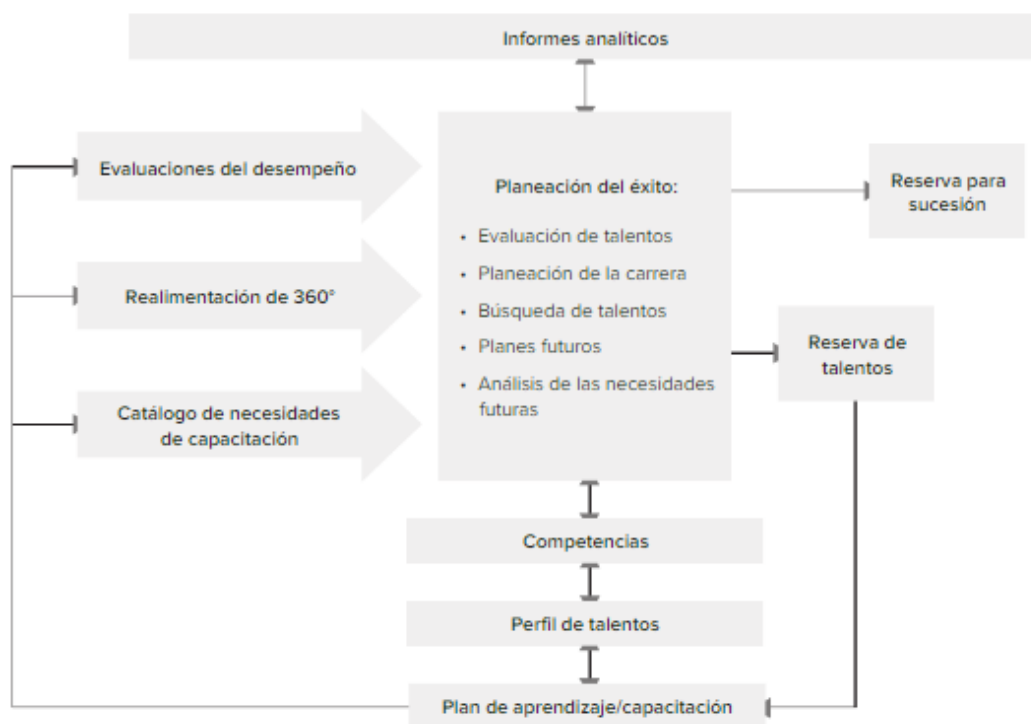 Informes analíticos
Evaluaciones del desempeño
Realimentación de 360°
Catálogo de necesidades
de capacitación
Planeación del éxito:
• Evaluación de talentos
• Planeación de la carrera
• Búsqueda de talentos
• Planes futuros
• Análisis de las necesidades
futuras
Reserva para
sucesión
Reserva de
talentos
Competencias
Perfil de talentos
Plan de aprendizaje/capacitación